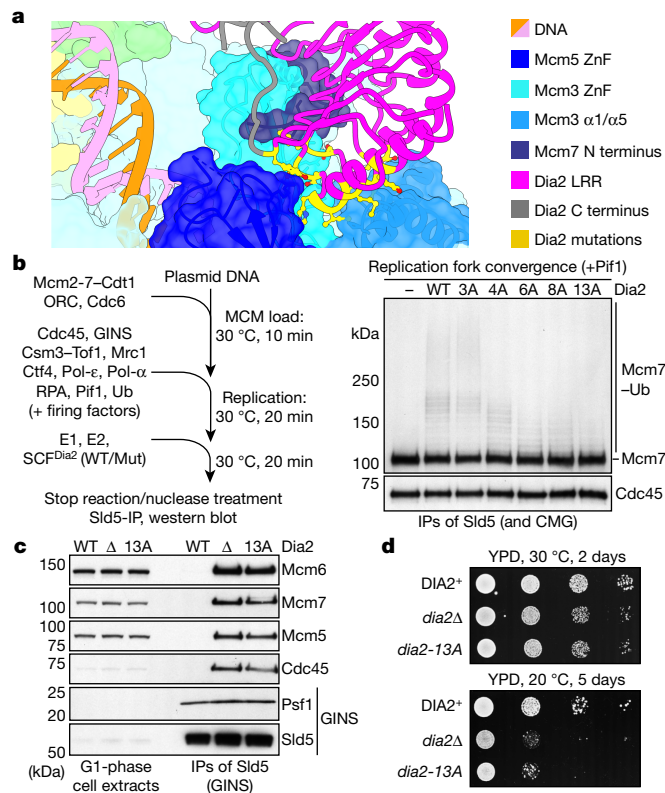 a
DNA
Mcm5 ZnF
Mcm3 ZnF
Mcm3 α1/α5
Mcm7 N terminus
Dia2 LRR
Dia2 C terminus
Dia2 mutations
b
Mcm2-7–Cdt1
ORC, Cdc6
Plasmid DNA
MCM load:
30 °C, 10 min
Cdc45, GINS
Csm3–Tof1, Mrc1
Ctf4, Pol-ε, Pol-α
RPA, Pif1, Ub
(+ firing factors)
Replication:
30 °C, 20 min
E1, E2,
SCF^Dia2 (WT/Mut)
30 °C, 20 min
Stop reaction/nuclease treatment
Sld5-IP, western blot
Replication fork convergence (+Pif1)
– WT 3A 4A 6A 8A 13A Dia2
kDa
250
150
100
75
Mcm7
–Ub
Mcm7
Cdc45
IPs of Sld5 (and CMG)
c
WT Δ 13A WT Δ 13A Dia2
150 Mcm6
100 Mcm7
100
75 Mcm5
75 Cdc45
25
20 Psf1
50 Sld5
GINS
(kDa)
G1-phase
cell extracts
IPs of Sld5
(GINS)
d
YPD, 30 °C, 2 days
DIA2⁺
dia2Δ
dia2-13A
YPD, 20 °C, 5 days
DIA2⁺
dia2Δ
dia2-13A